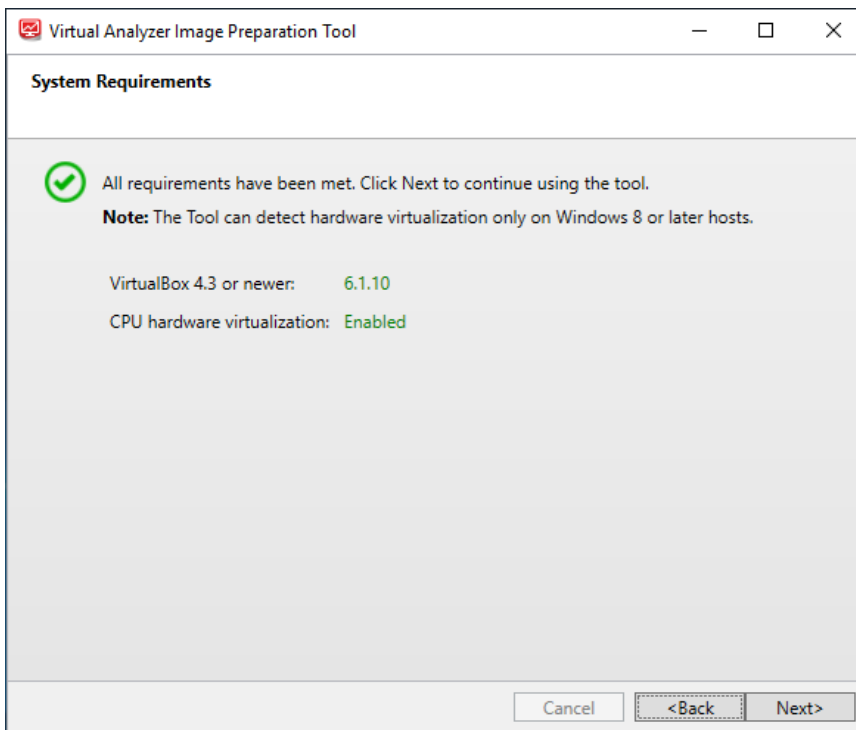 Virtual Analyzer Image Preparation Tool
System Requirements
All requirements have been met. Click Next to continue using the tool.
Note: The Tool can detect hardware virtualization only on Windows 8 or later hosts.
VirtualBox 4.3 or newer: 6.1.10
CPU hardware virtualization: Enabled
Cancel <Back Next>